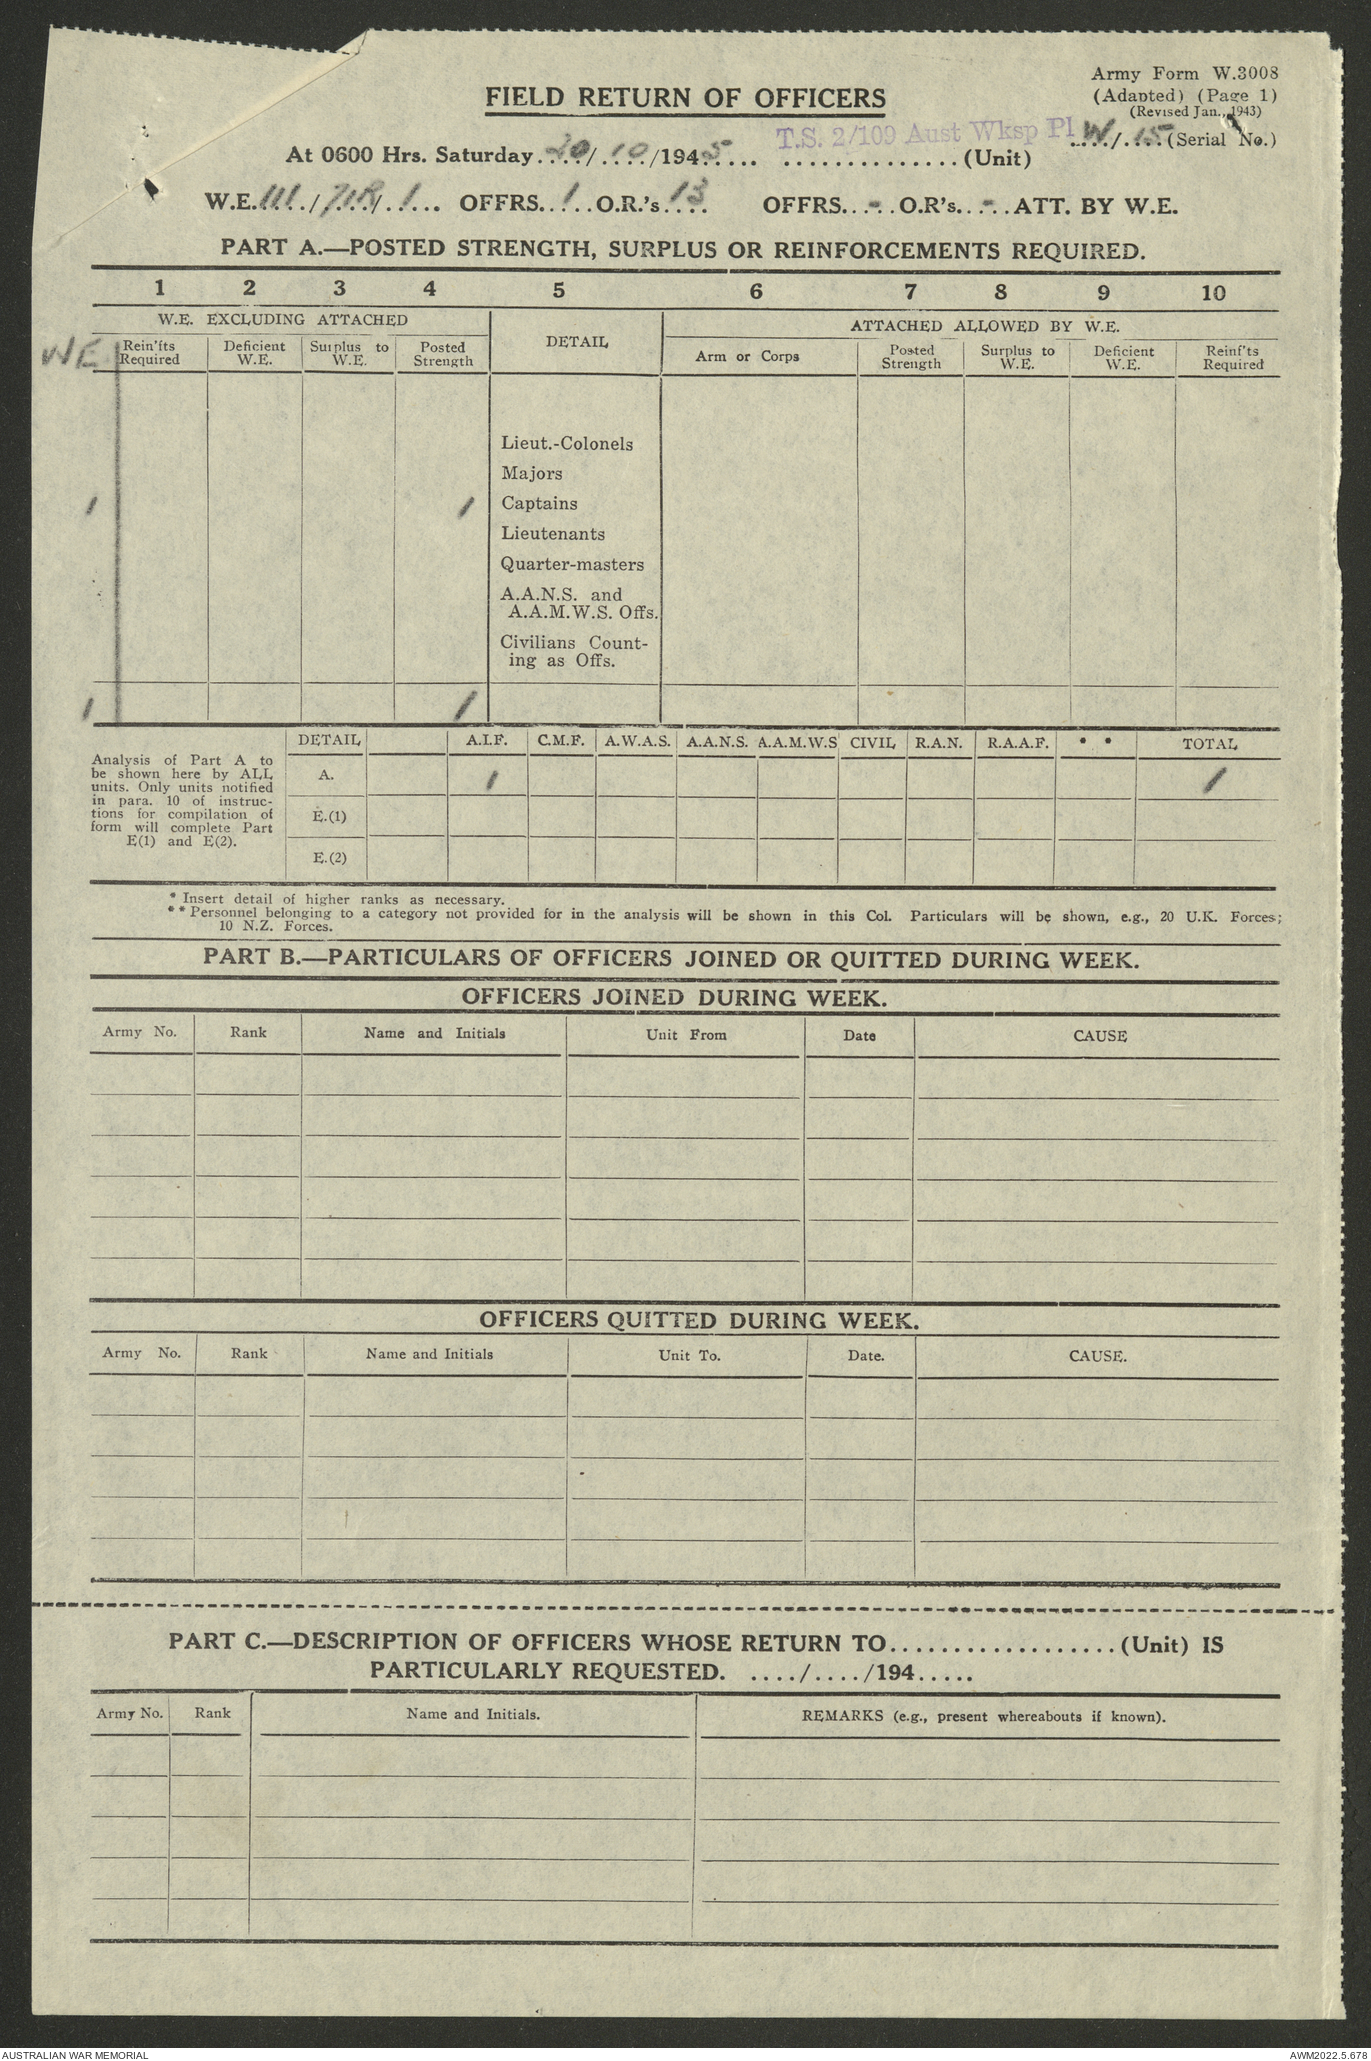 Army Form W.3008
FIELD RETURN OF OFFICERS
(Adapted) (Page 1)
(Revised Jan., 1943)
T.S. 2/109 Aust Wksp Pl
W/15 (Serial No.)
At 0600 Hrs. Saturday 20/10/1945 ............... (Unit)
W.E. III / / 1 OFFRS. 1 O.R.'s 13 OFFRS. - O.R's. - ATT. BY W.E.
PART A.—POSTED STRENGTH, SURPLUS OR REINFORCEMENTS REQUIRED.
1 2 3 4 5 6 7 8 9 10
W.E. EXCLUDING ATTACHED DETAIL ATTACHED ALLOWED BY W.E.
WE Rein'fts Required Deficient W.E. Surplus to W.E. Posted Strength Arm or Corps Posted Strength Surplus to W.E. Deficient W.E. Reinf'ts Required
Lieut.-Colonels
Majors
1 1 Captains
Lieutenants
Quarter-masters
A.A.N.S. and
A.A.M.W.S. Offs.
Civilians Count-
ing as Offs.
1 1
DETAIL A.I.F. C.M.F. A.W.A.S. A.A.N.S. A.A.M.W.S CIVIL R.A.N. R.A.A.F. * * TOTAL
Analysis of Part A to
be shown here by ALL
units. Only units notified
in para. 10 of instruc-
tions for compilation of
form will complete Part
E(1) and E(2).
A. 1 1
E.(1)
E.(2)
* Insert detail of higher ranks as necessary.
** Personnel belonging to a category not provided for in the analysis will be shown in this Col. Particulars will be shown, e.g., 20 U.K. Forces;
10 N.Z. Forces.
PART B.—PARTICULARS OF OFFICERS JOINED OR QUITTED DURING WEEK.
OFFICERS JOINED DURING WEEK.
Army No. Rank Name and Initials Unit From Date CAUSE
OFFICERS QUITTED DURING WEEK.
Army No. Rank Name and Initials Unit To. Date. CAUSE.
PART C.—DESCRIPTION OF OFFICERS WHOSE RETURN TO.................. (Unit) IS
PARTICULARLY REQUESTED. ..../..../194.....
Army No. Rank Name and Initials. REMARKS (e.g., present whereabouts if known).
AUSTRALIAN WAR MEMORIAL
AWM2022.5.678